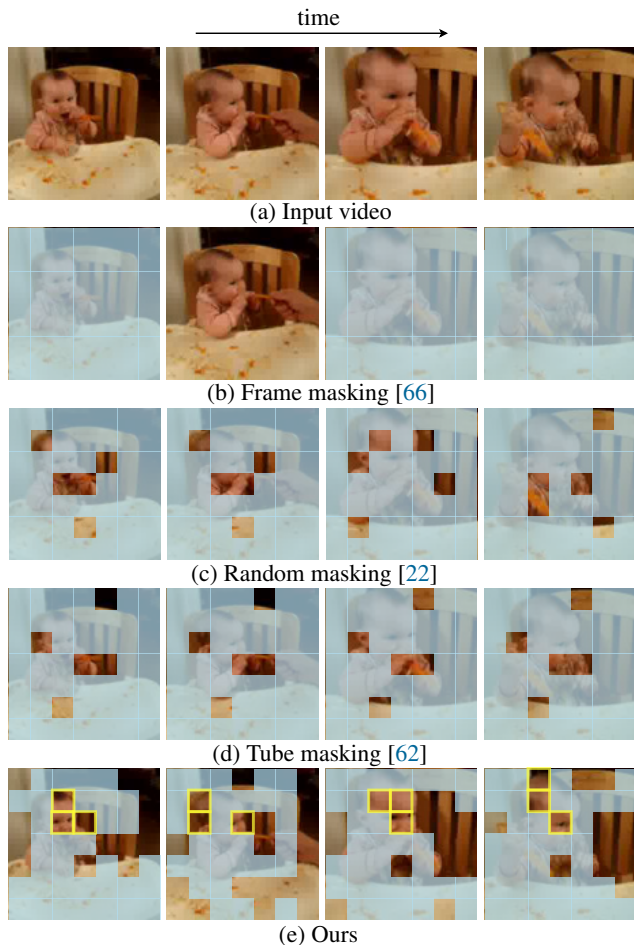 time
(a) Input video
(b) Frame masking [66]
(c) Random masking [22]
(d) Tube masking [62]
(e) Ours